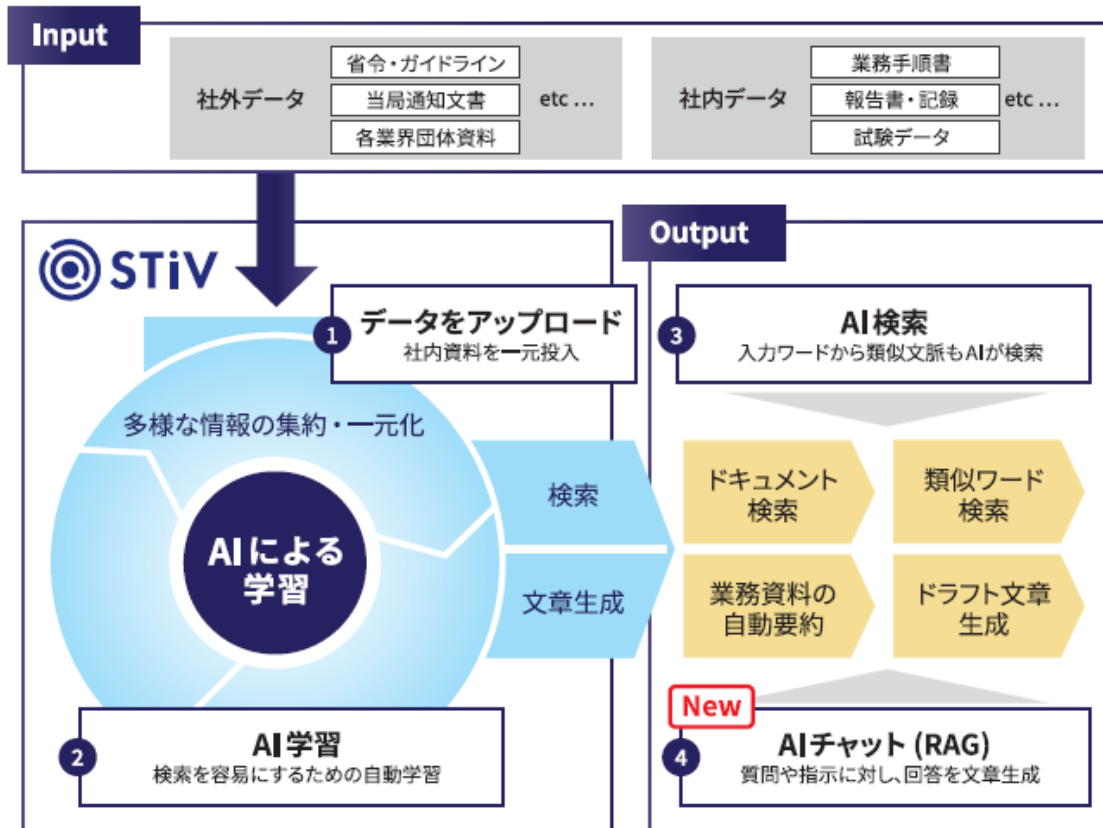 Input
社外データ
省令・ガイドライン
当局通知文書
各業界団体資料
etc …
社内データ
業務手順書
報告書・記録
試験データ
etc …
STiV
1
データをアップロード
社内資料を一元投入
多様な情報の集約・一元化
AIによる
学習
検索
文章生成
2
AI学習
検索を容易にするための自動学習
Output
3
AI検索
入力ワードから類似文脈もAIが検索
ドキュメント
検索
類似ワード
検索
業務資料の
自動要約
ドラフト文章
生成
New
4
AIチャット (RAG)
質問や指示に対し、回答を文章生成